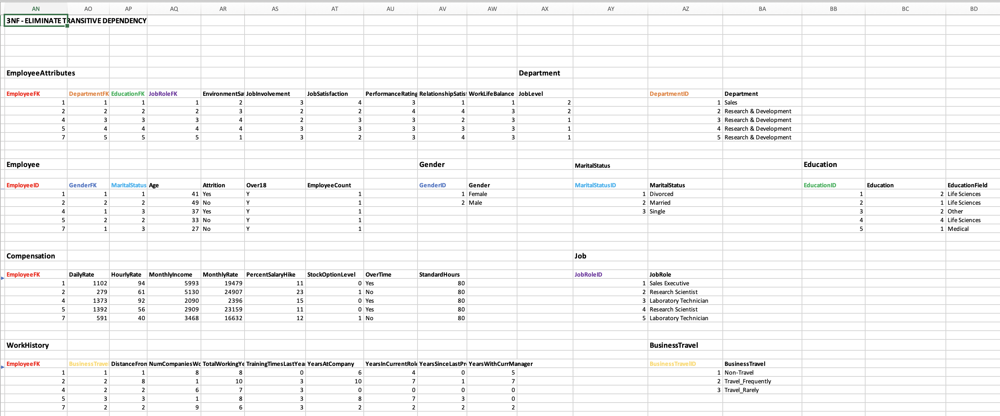 AN AO AP AQ AR AS AT AU AV AW AX AY AZ BA BB BC BD
3NF - ELIMINATE TRANSITIVE DEPENDENCY
EmployeeAttributes Department
EmployeeFK DepartmentFK EducationFK JobRoleFK EnvironmentSat JobInvolvement JobSatisfaction PerformanceRating RelationshipSatisf WorkLifeBalance JobLevel DepartmentID Department
1 1 1 1 2 3 4 3 1 1 2 1 Sales
2 2 2 2 3 2 2 4 4 3 2 2 Research & Development
4 3 3 3 4 2 3 3 2 3 1 3 Research & Development
5 4 4 4 4 3 3 3 3 3 1 4 Research & Development
7 5 5 5 1 3 2 3 4 3 1 5 Research & Development
Employee Gender MaritalStatus Education
EmployeeID GenderFK MaritalStatus Age Attrition Over18 EmployeeCount GenderID Gender MaritalStatusID MaritalStatus EducationID Education EducationField
1 1 1 41 Yes Y 1 1 Female 1 Divorced 1 2 Life Sciences
2 2 2 49 No Y 1 2 Male 2 Married 2 1 Life Sciences
4 1 3 37 Yes Y 1 3 Single 3 2 Other
5 2 2 33 No Y 1 4 4 Life Sciences
7 1 3 27 No Y 1 5 1 Medical
Compensation Job
EmployeeFK DailyRate HourlyRate MonthlyIncome MonthlyRate PercentSalaryHike StockOptionLevel OverTime StandardHours JobRoleID JobRole
1 1102 94 5993 19479 11 0 Yes 80 1 Sales Executive
2 279 61 5130 24907 23 1 No 80 2 Research Scientist
4 1373 92 2090 2396 15 0 Yes 80 3 Laboratory Technician
5 1392 56 2909 23159 11 0 Yes 80 4 Research Scientist
7 591 40 3468 16632 12 1 No 80 5 Laboratory Technician
WorkHistory BusinessTravel
EmployeeFK BusinessTravel DistanceFron NumCompaniesWo TotalWorkingYe TrainingTimesLastYear YearsAtCompany YearsInCurrentRole YearsSinceLastPr YearsWithCurrManager BusinessTravelID BusinessTravel
1 1 1 8 8 0 6 4 0 5 1 Non-Travel
2 2 8 1 10 3 10 7 1 7 2 Travel_Frequently
4 2 2 6 7 3 0 0 0 0 3 Travel_Rarely
5 3 3 1 8 3 8 7 3 0
7 2 2 9 6 3 2 2 2 2